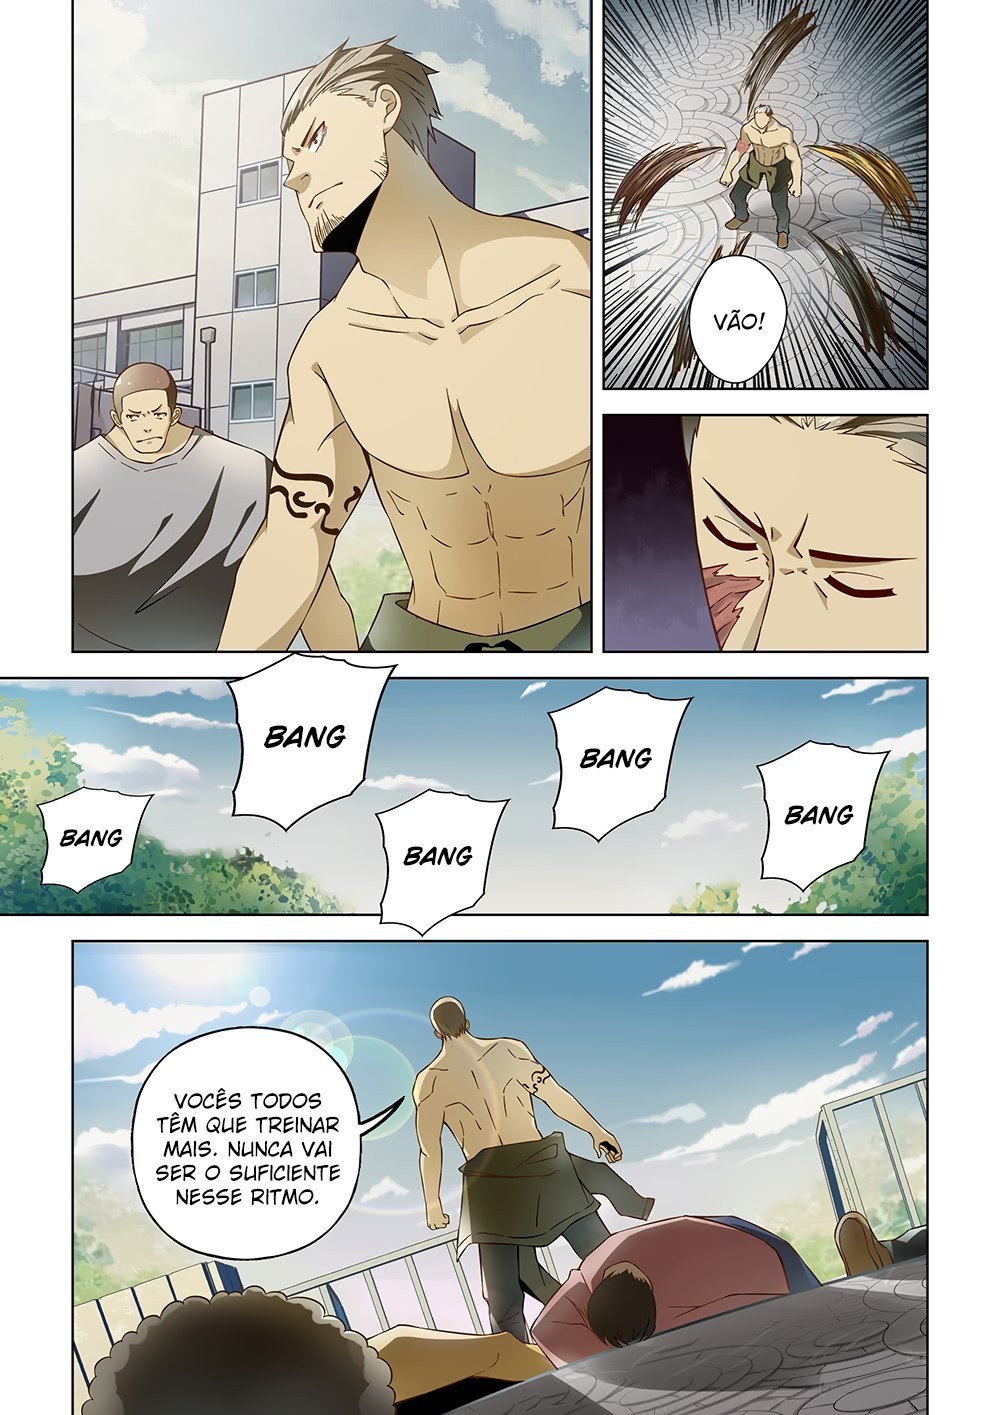 VÃO!
BANG
BANG
BANG
BANG
BANG
VOCÊS TODOS
TÊM QUE TREINAR
MAIS. NUNCA VAI
SER O SUFICIENTE
NESSE RITMO.